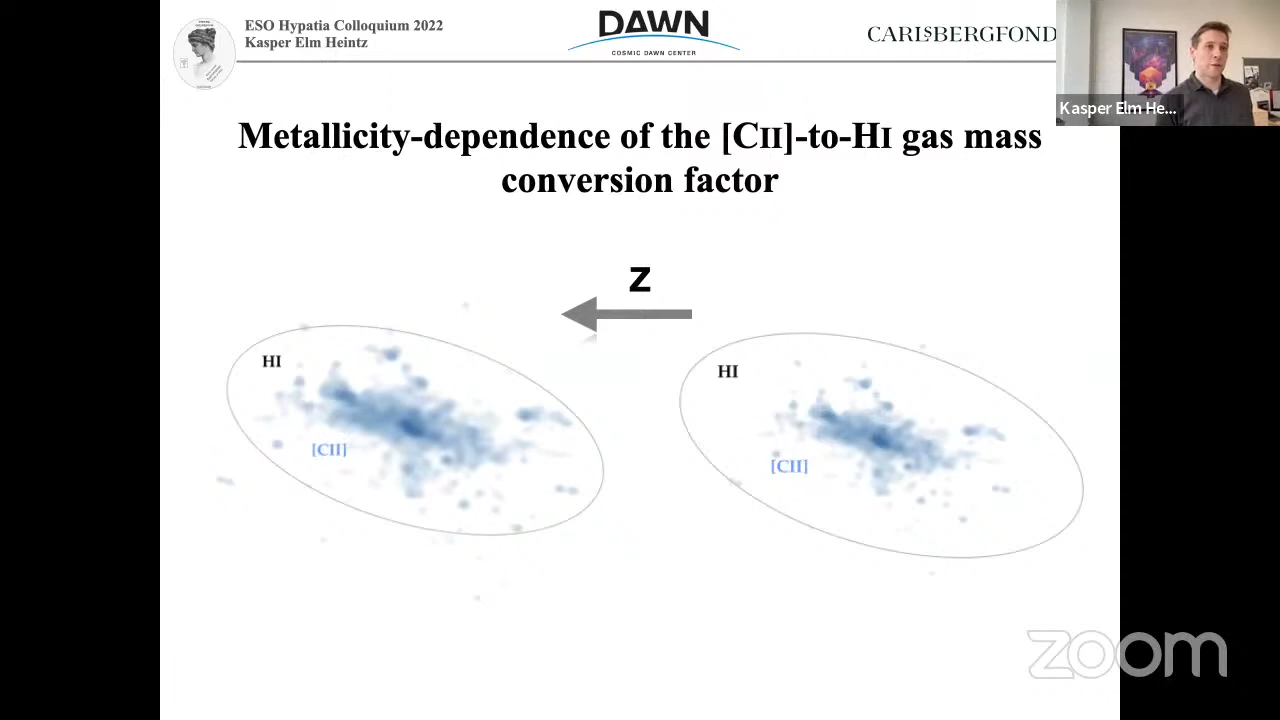 ESO Hypatia Colloquium 2022
Kasper Elm Heintz
DAWN
COSMIC DAWN CENTER
CARLSBERGFOND
Kasper Elm He...
Metallicity-dependence of the [CII]-to-HI gas mass
conversion factor
Z
HI
[CII]
HI
[CII]
zoom